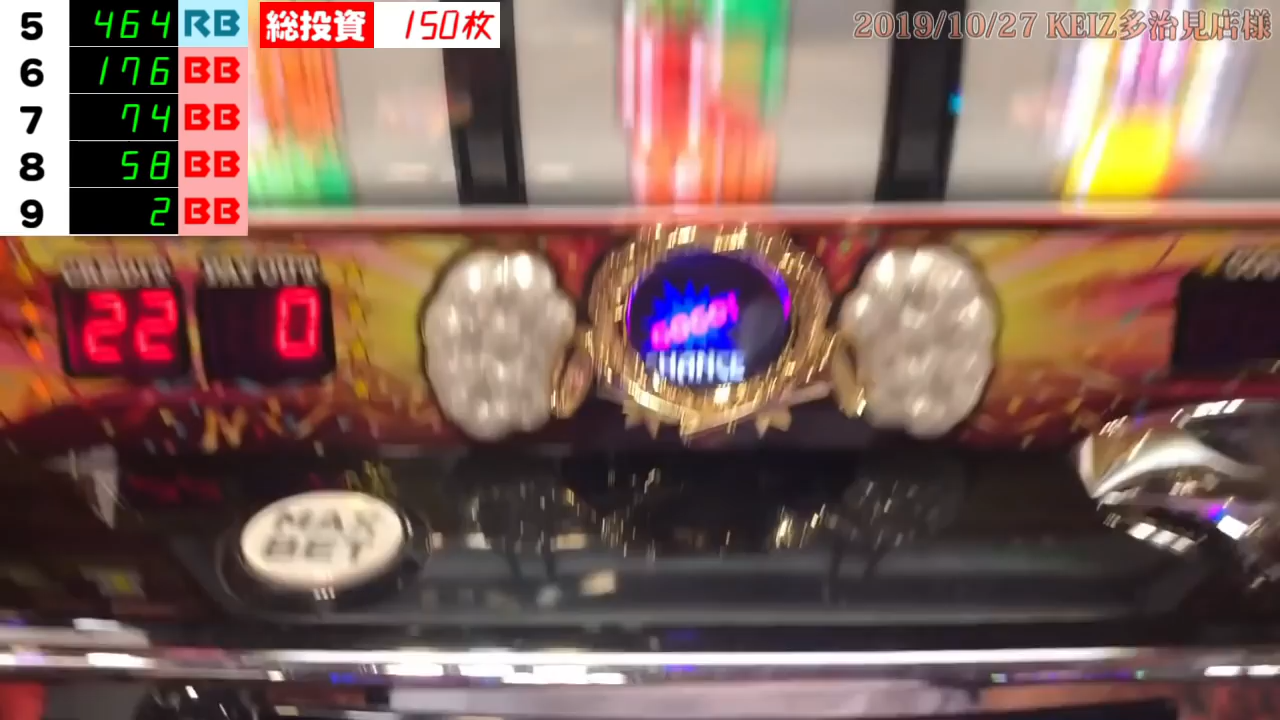 5 464 RB 総投資 150枚 2019/10/27 KEIZ多治見店様
6 176 BB
7 74 BB
8 58 BB
9 2 BB
CREDIT PAY OUT
22 0
GOGO!
CHANCE
MAX
BET